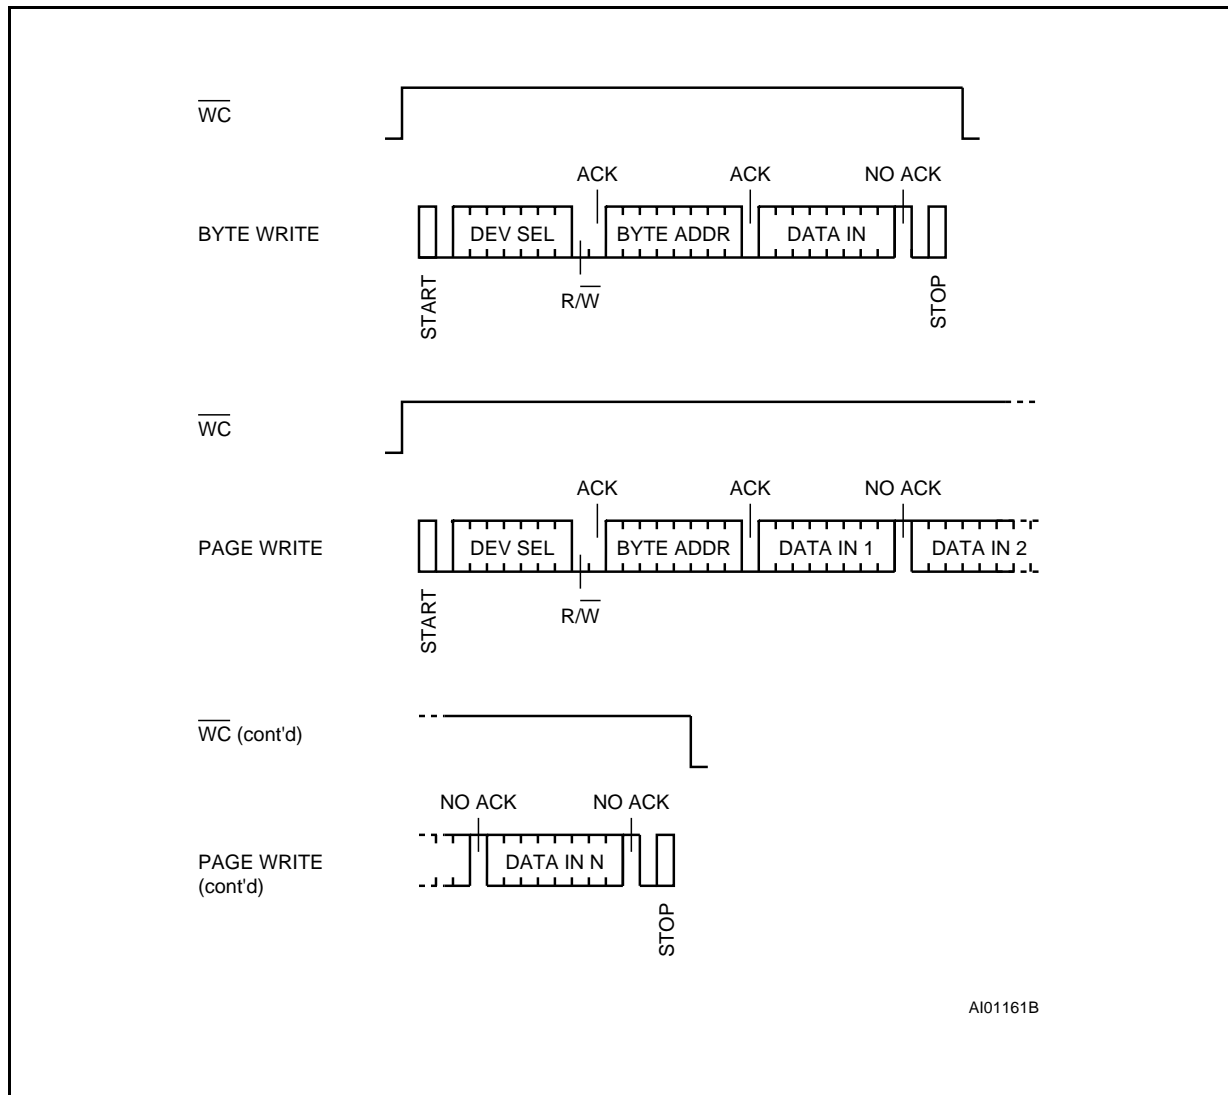 WC
ACK ACK NO ACK
BYTE WRITE DEV SEL BYTE ADDR DATA IN
R/W
START STOP
WC
ACK ACK NO ACK
PAGE WRITE DEV SEL BYTE ADDR DATA IN 1 DATA IN 2
R/W
START
WC (cont'd)
NO ACK NO ACK
PAGE WRITE DATA IN N
(cont'd)
STOP
AI01161B